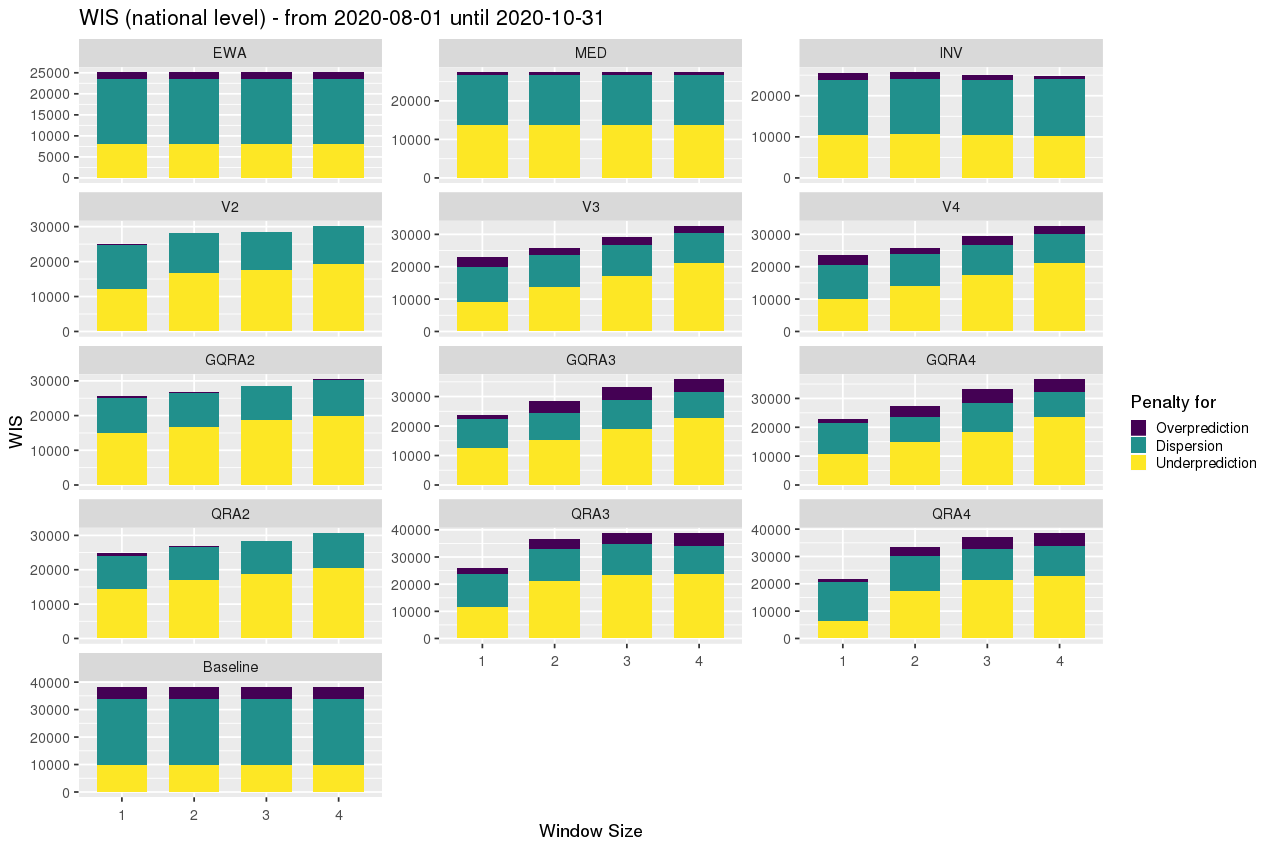 WIS (national level) - from 2020-08-01 until 2020-10-31
EWA
MED
INV
25000
20000
15000
10000
5000
0
20000
10000
0
20000
10000
0
V2
V3
V4
30000
20000
10000
0
30000
20000
10000
0
30000
20000
10000
0
GQRA2
GQRA3
GQRA4
30000
20000
10000
0
30000
20000
10000
0
30000
20000
10000
0
QRA2
QRA3
QRA4
30000
20000
10000
0
40000
30000
20000
10000
0
40000
30000
20000
10000
0
1 2 3 4
1 2 3 4
Baseline
40000
30000
20000
10000
0
1 2 3 4
WIS
Window Size
Penalty for
Overprediction
Dispersion
Underprediction